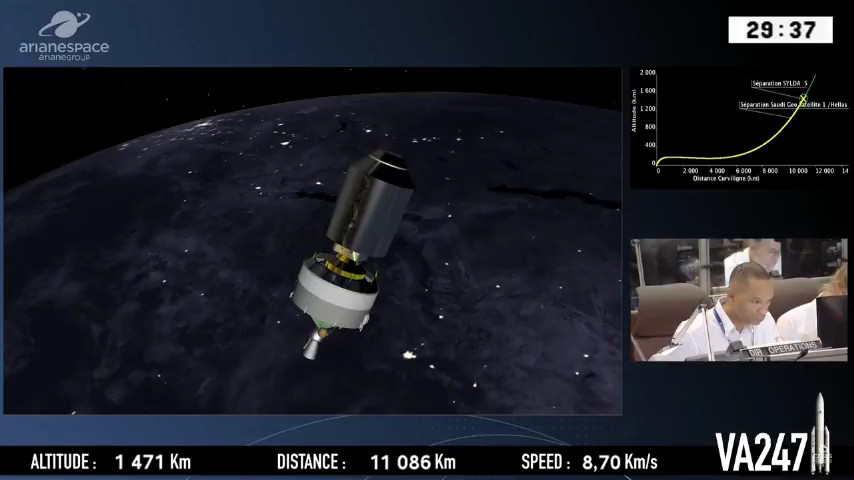 arianespace
ARIANEGROUP
29:37
2 000
1 600
1 200
800
400
0
Altitude (km)
Séparation SYLDA 5
Séparation Saudi Geo Satellite 1 /Hellas
0 2 000 4 000 6 000 8 000 10 000 12 000 14
Distance Curviligne (km)
DIR OPERATIONS
VA247
ALTITUDE : 1 471 Km
DISTANCE : 11 086 Km
SPEED : 8,70 Km/s